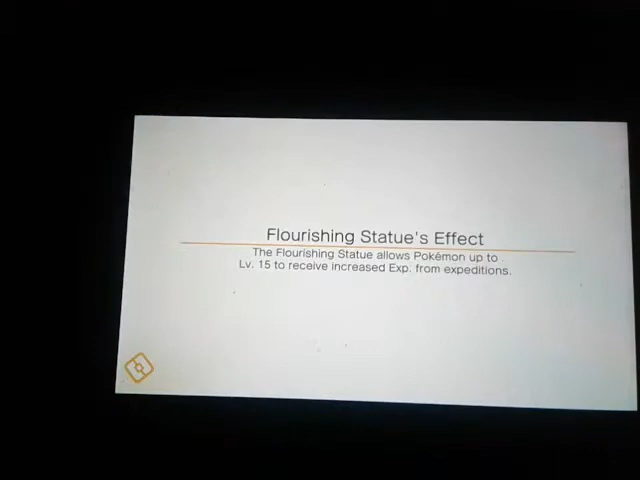 Flourishing Statue's Effect
The Flourishing Statue allows Pokémon up to
Lv. 15 to receive increased Exp. from expeditions.